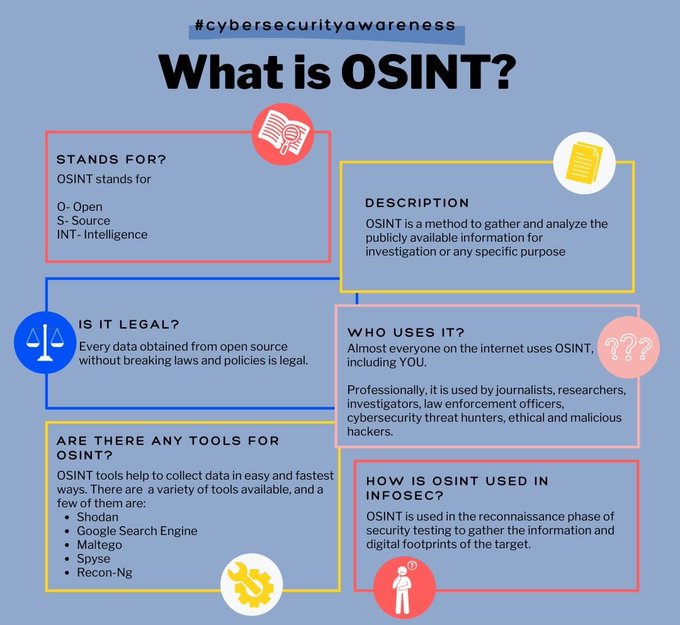 #cybersecurityawareness
What is OSINT?
STANDS FOR?
OSINT stands for
O- Open
S- Source
INT- Intelligence
DESCRIPTION
OSINT is a method to gather and analyze the
publicly available information for
investigation or any specific purpose
IS IT LEGAL?
Every data obtained from open source
without breaking laws and policies is legal.
WHO USES IT?
Almost everyone on the internet uses OSINT,
including YOU.
Professionally, it is used by journalists, researchers,
investigators, law enforcement officers,
cybersecurity threat hunters, ethical and malicious
hackers.
???
ARE THERE ANY TOOLS FOR
OSINT?
OSINT tools help to collect data in easy and fastest
ways. There are a variety of tools available, and a
few of them are:
• Shodan
• Google Search Engine
• Maltego
• Spyse
• Recon-Ng
HOW IS OSINT USED IN
INFOSEC?
OSINT is used in the reconnaissance phase of
security testing to gather the information and
digital footprints of the target.
?